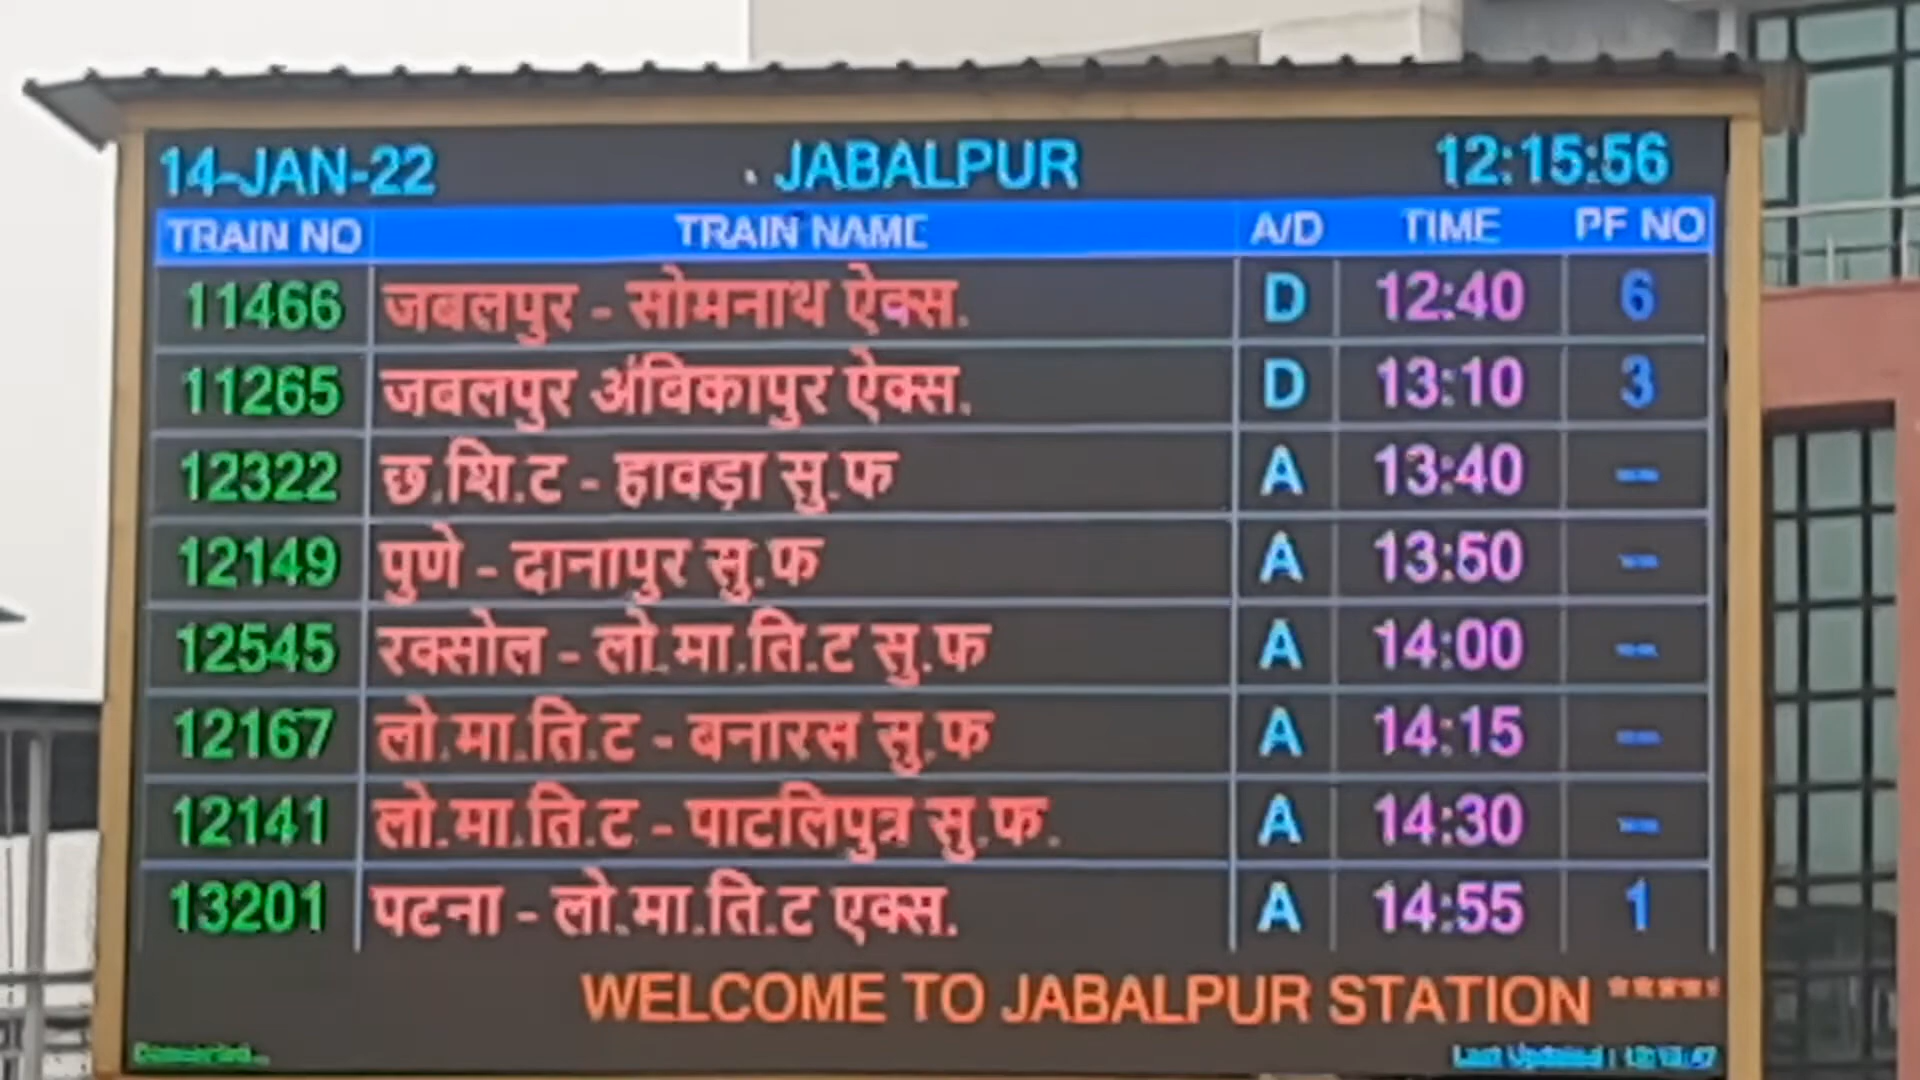 14-JAN-22 JABALPUR 12:15:56
TRAIN NO TRAIN NAME A/D TIME PF NO
11466 जबलपुर - सोमनाथ ऐक्स. D 12:40 6
11265 जबलपुर अंविकापुर ऐक्स. D 13:10 3
12322 छ.शि.ट - हावड़ा सु.फ A 13:40 --
12149 पुणे - दानापुर सु.फ A 13:50 --
12545 रक्सोल - लो.मा.ति.ट सु.फ A 14:00 --
12167 लो.मा.ति.ट - बनारस सु.फ A 14:15 --
12141 लो.मा.ति.ट - पाटलिपुत्र सु.फ. A 14:30 --
13201 पटना - लो.मा.ति.ट एक्स. A 14:55 1
WELCOME TO JABALPUR STATION *****
Last Updated :